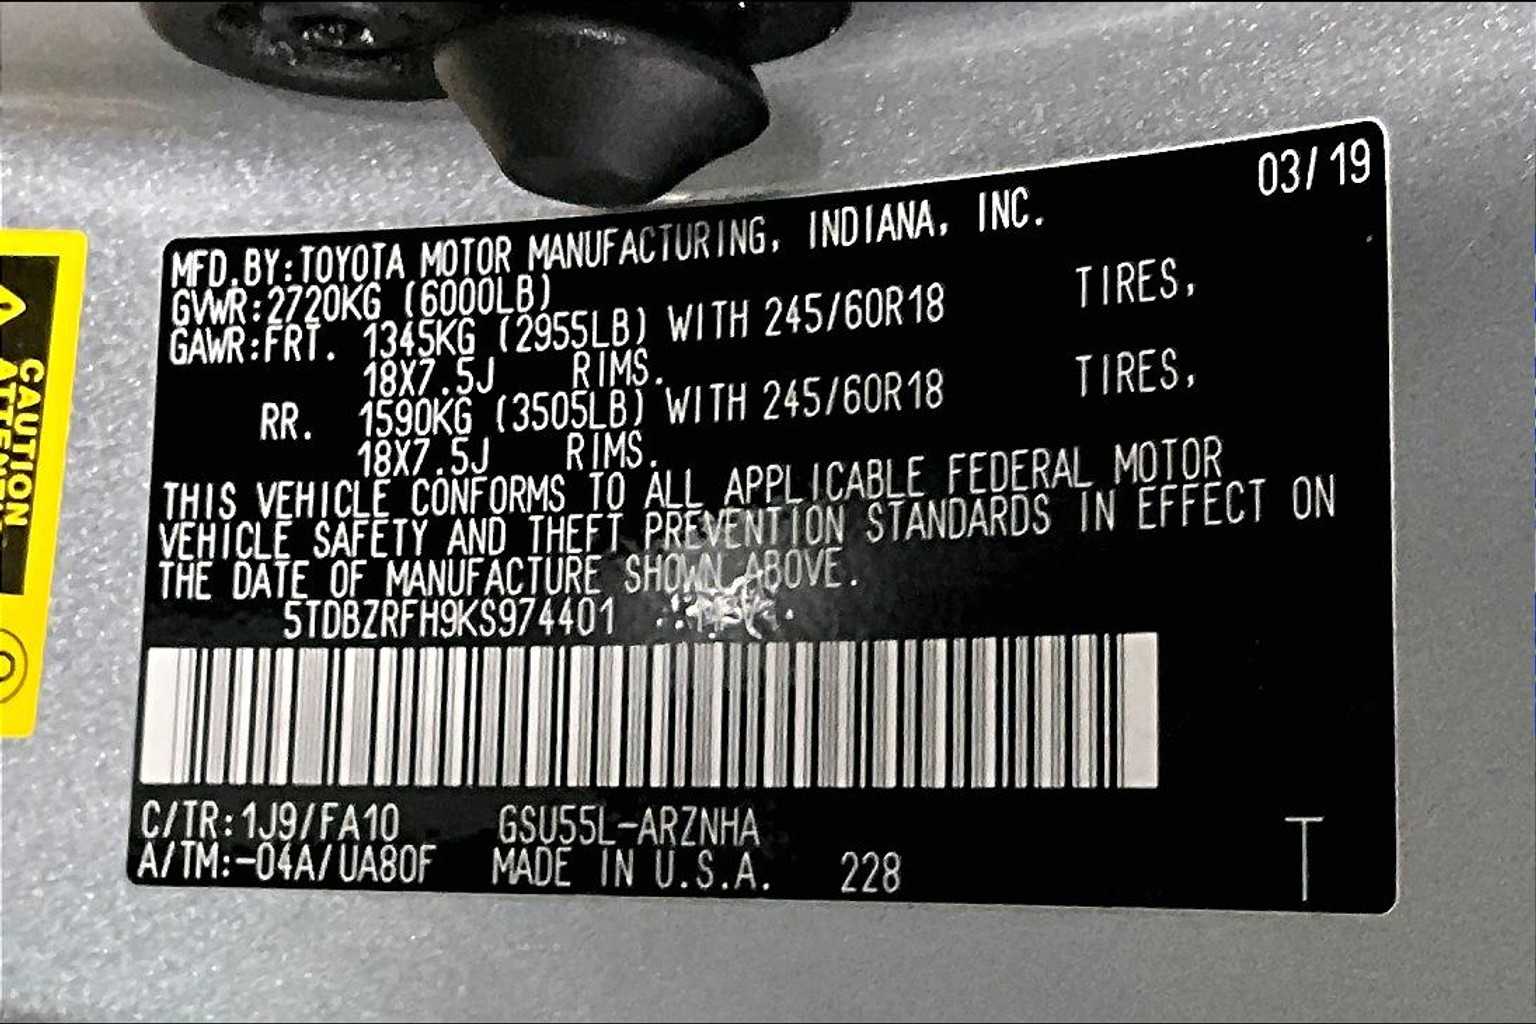 03/19
MFD.BY:TOYOTA MOTOR MANUFACTURING, INDIANA, INC.
GVWR:2720KG (6000LB)
GAWR:FRT. 1345KG (2955LB) WITH 245/60R18 TIRES,
18X7.5J RIMS.
RR. 1590KG (3505LB) WITH 245/60R18 TIRES,
18X7.5J RIMS.
THIS VEHICLE CONFORMS TO ALL APPLICABLE FEDERAL MOTOR
VEHICLE SAFETY AND THEFT PREVENTION STANDARDS IN EFFECT ON
THE DATE OF MANUFACTURE SHOWN ABOVE.
5TDBZRFH9KS974401
C/TR:1J9/FA10 GSU55L-ARZNHA
A/TM:-04A/UA80F MADE IN U.S.A. 228 T
CAUTION